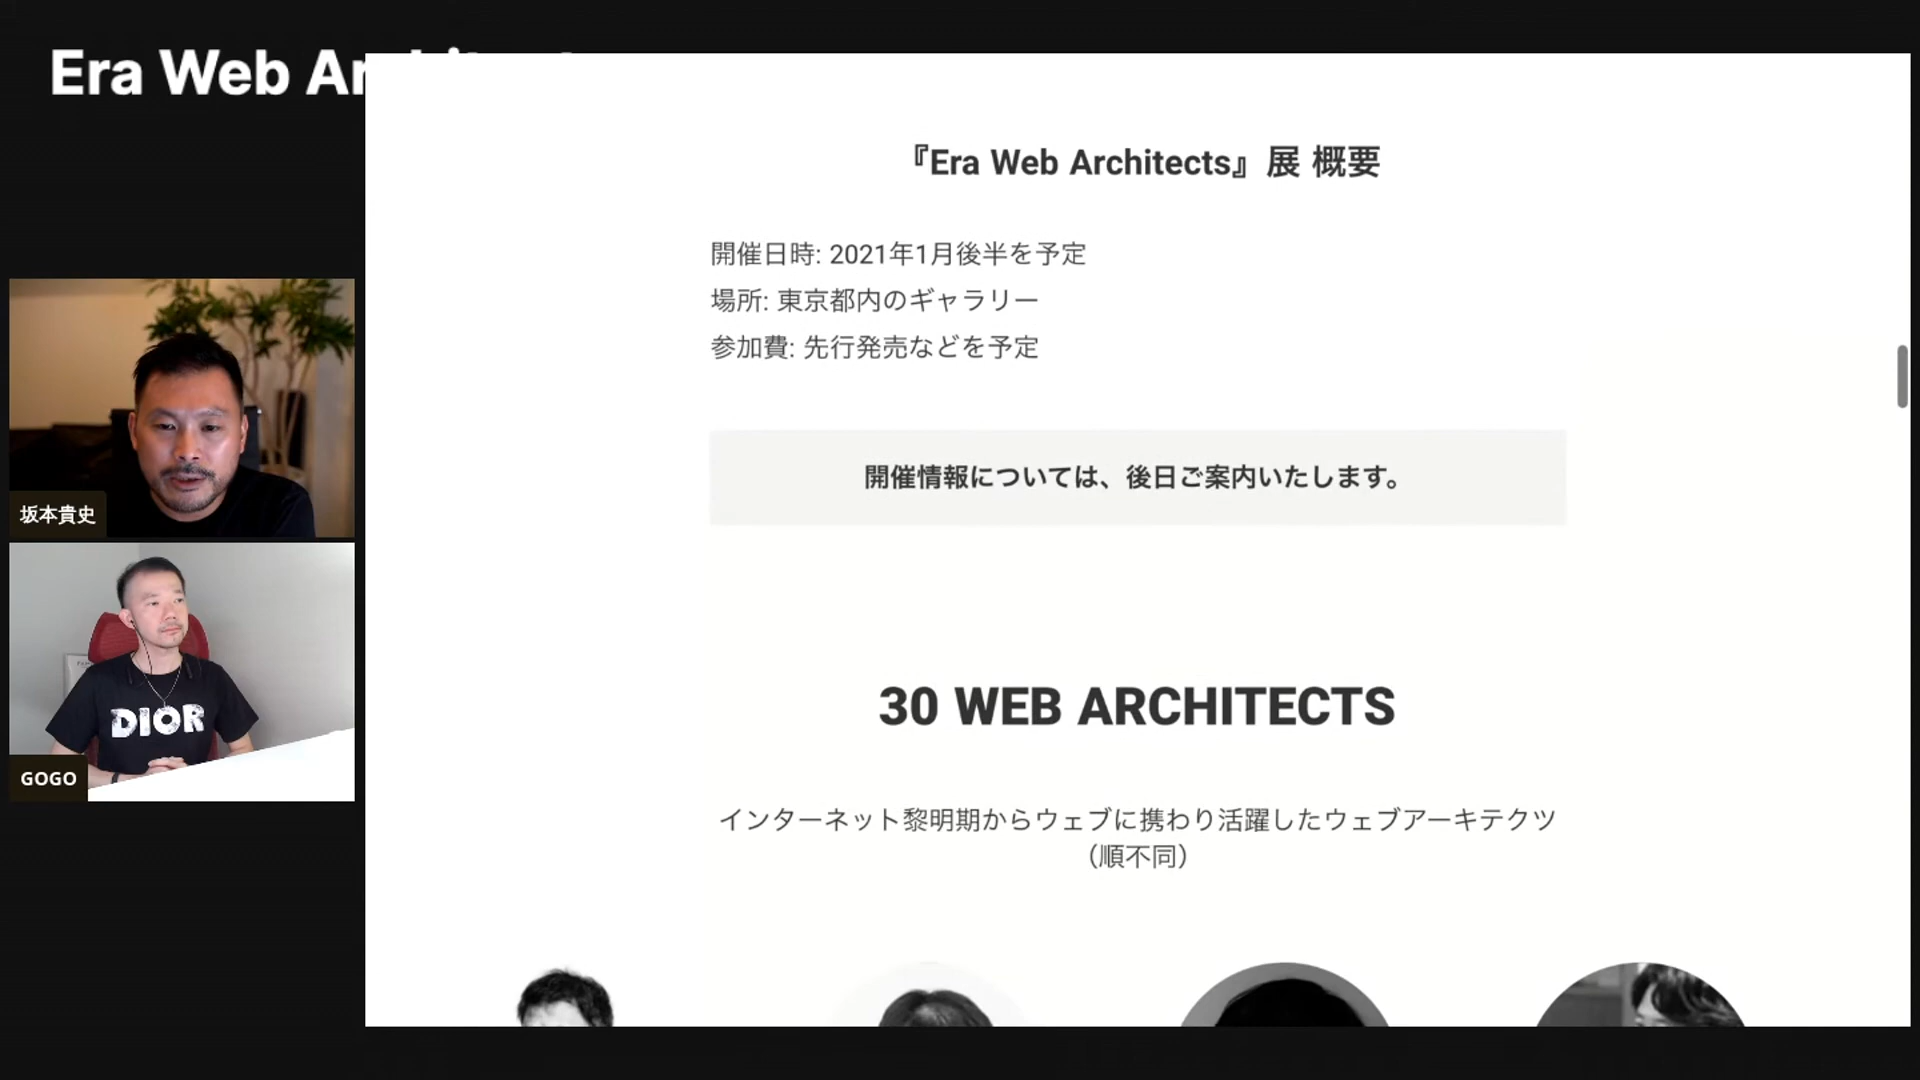 Era Web Ar
『Era Web Architects』展 概要
開催日時: 2021年1月後半を予定
場所: 東京都内のギャラリー
参加費: 先行発売などを予定
開催情報については、後日ご案内いたします。
坂本貴史
DIOR
GOGO
30 WEB ARCHITECTS
インターネット黎明期からウェブに携わり活躍したウェブアーキテクツ
（順不同）